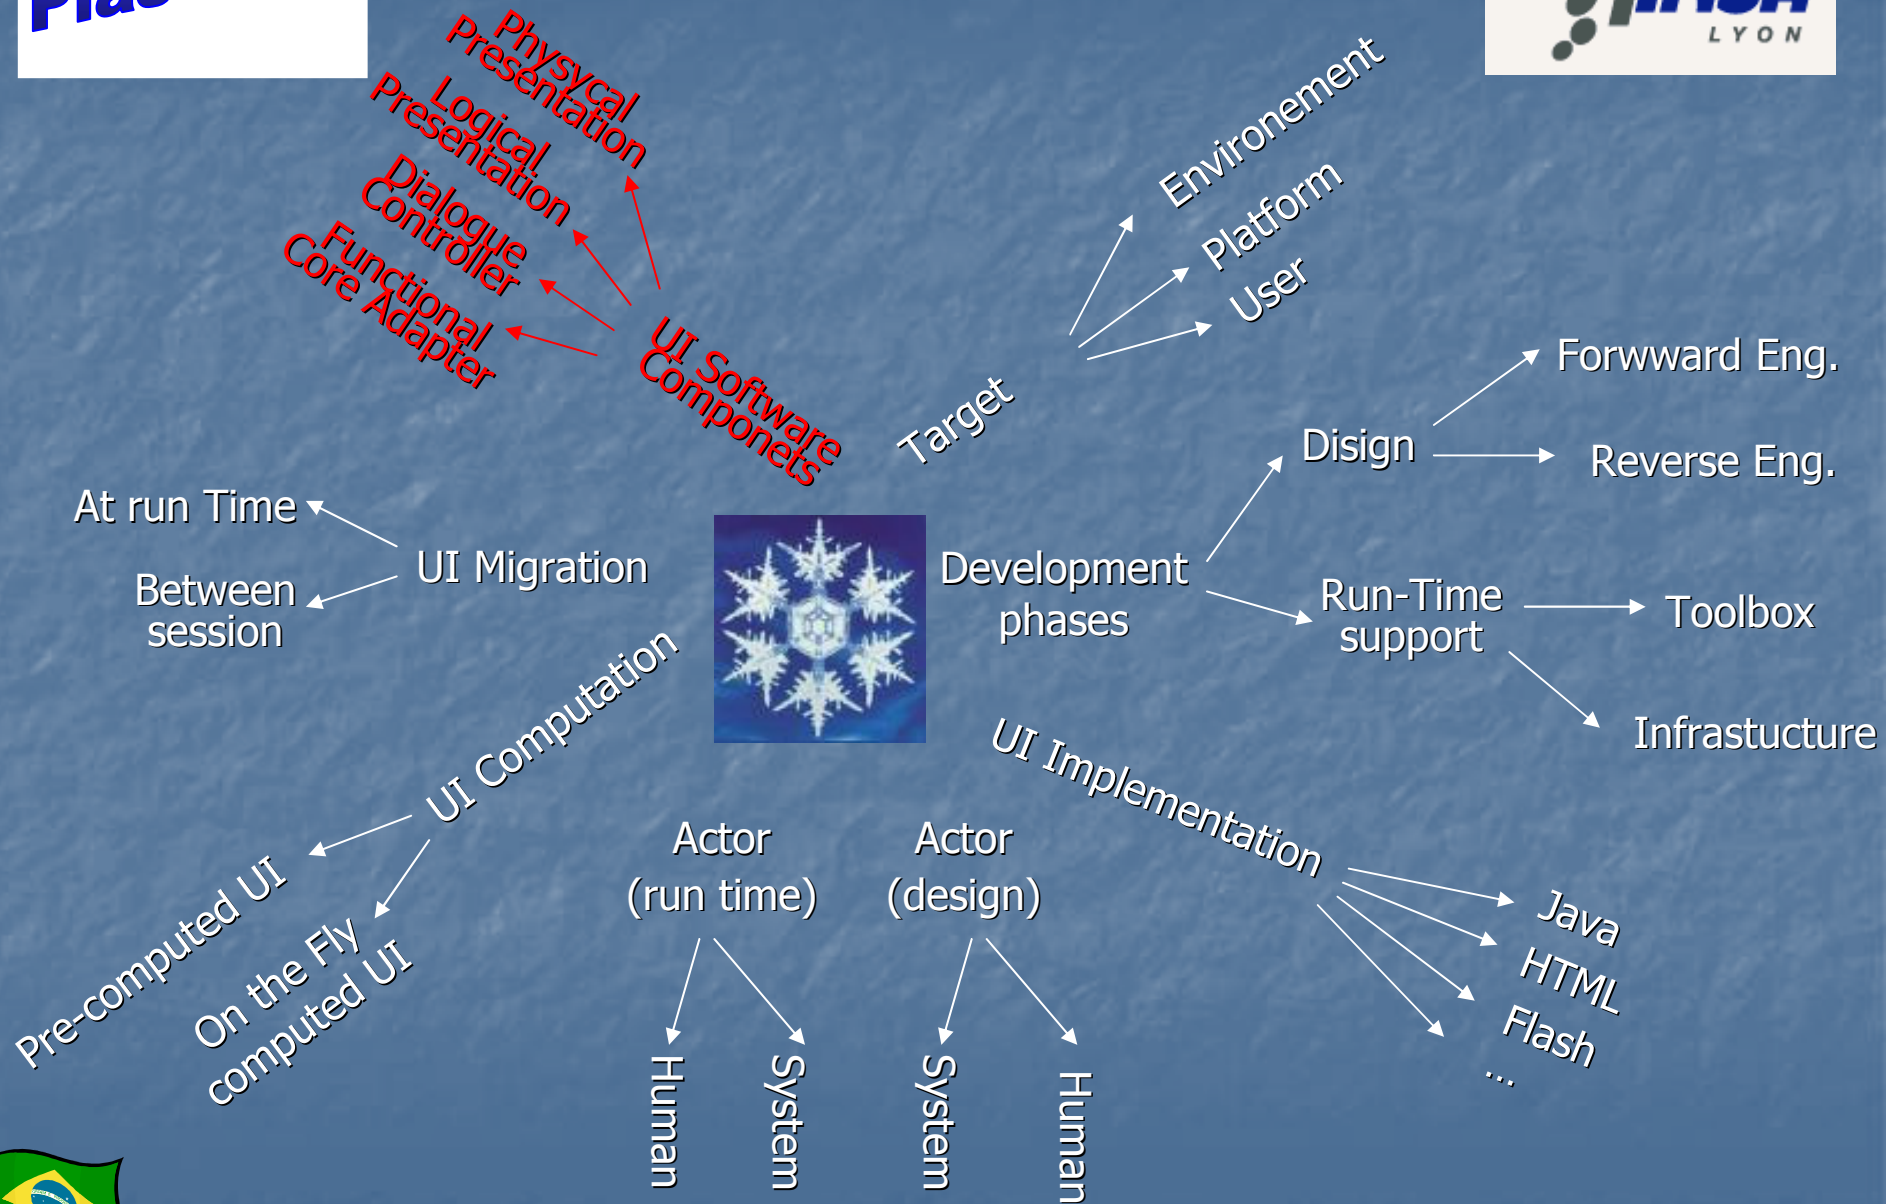 LYON
Physycal
Presentation
Logical
Presentation
Dialogue
Controller
Functional
Core Adapter
UI Software
Componets
Environement
Platform
User
Target
Forwward Eng.
Disign
Reverse Eng.
At run Time
UI Migration
Between
session
Development
phases
Run-Time
support
Toolbox
Infrastucture
UI Computation
Pre-computed UI
On the Fly
computed UI
Actor
(run time)
Human
System
Actor
(design)
System
Human
UI Implementation
Java
HTML
Flash
...